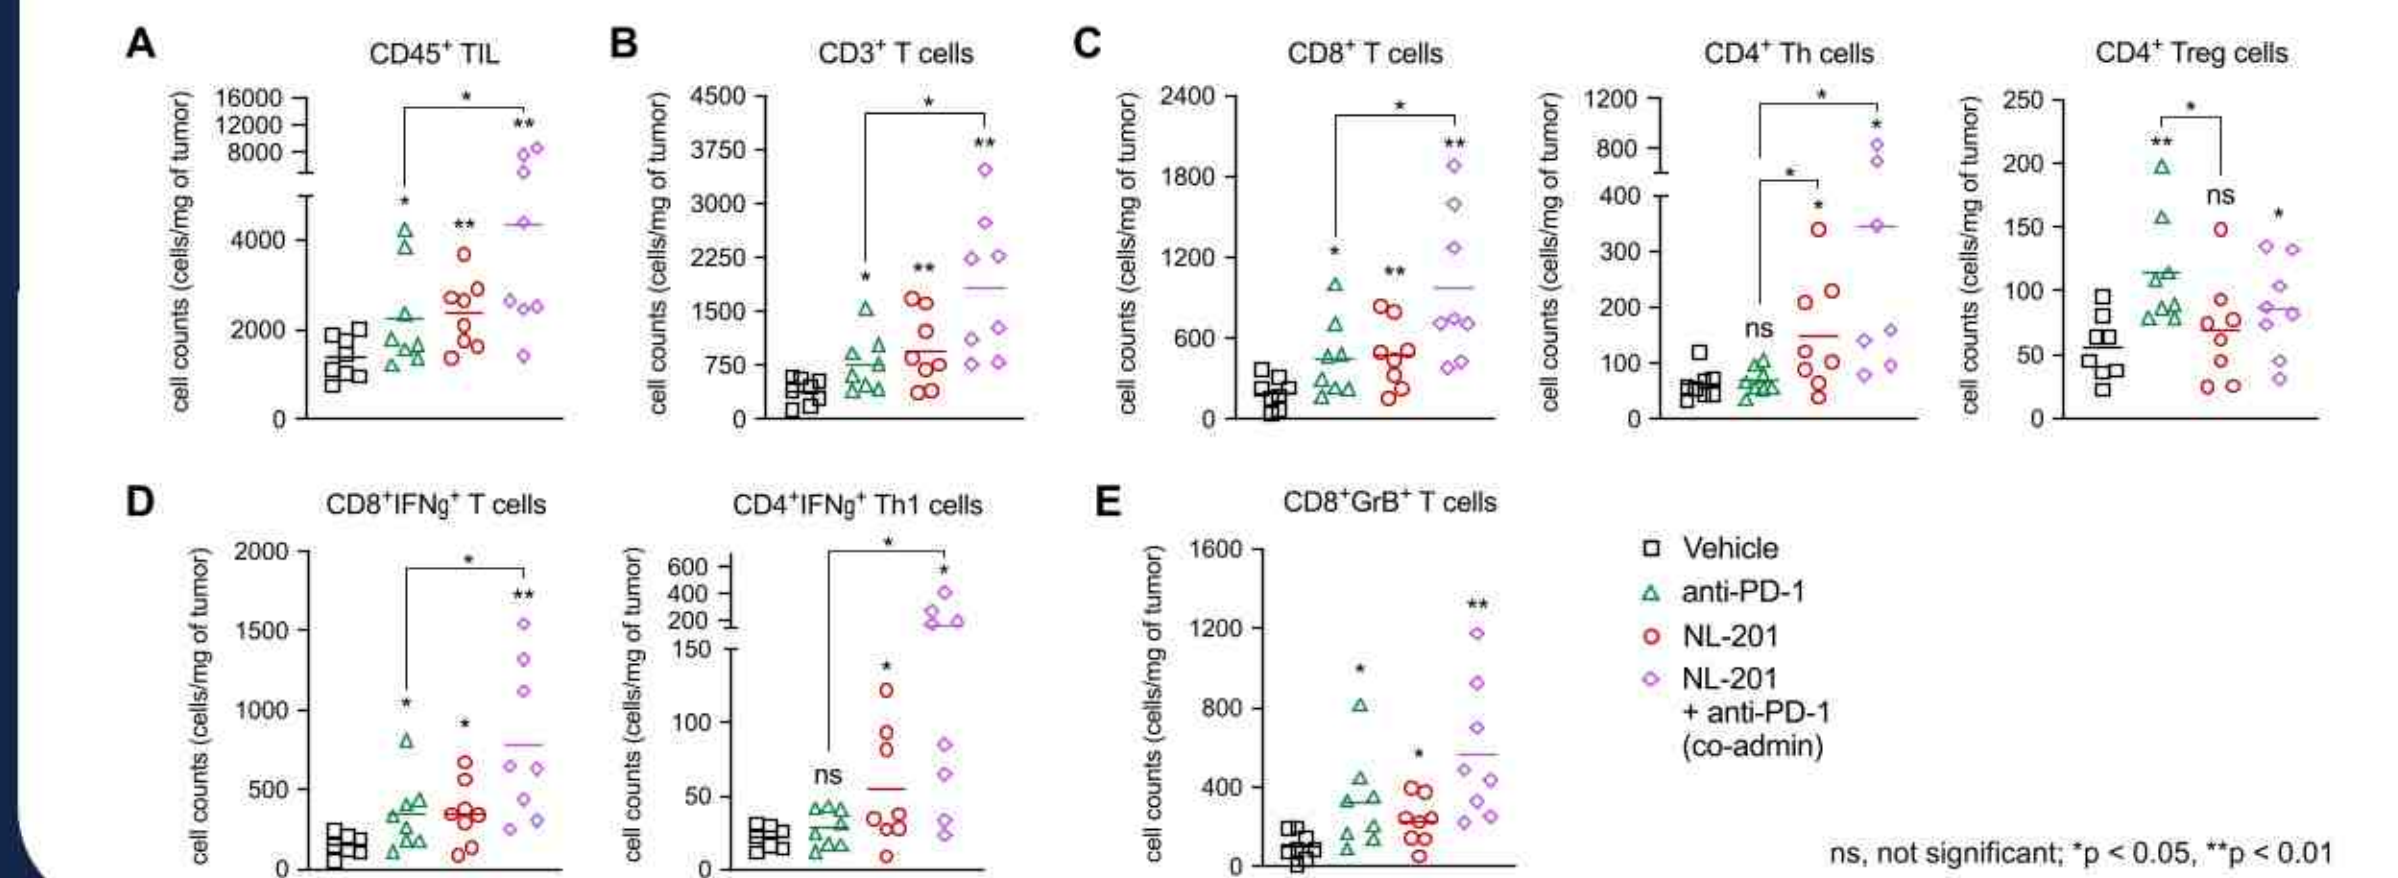 A
CD45+ TIL
cell counts (cells/mg of tumor)
16000
12000
8000
4000
2000
0
*
**
*
**
B
CD3+ T cells
cell counts (cells/mg of tumor)
4500
3750
3000
2250
1500
750
0
*
**
*
**
C
CD8+ T cells
cell counts (cells/mg of tumor)
2400
1800
1200
600
0
*
**
*
**
CD4+ Th cells
cell counts (cells/mg of tumor)
1200
800
400
300
200
100
0
*
*
*
*
ns
CD4+ Treg cells
cell counts (cells/mg of tumor)
250
200
150
100
50
0
*
**
ns
*
D
CD8+IFNg+ T cells
cell counts (cells/mg of tumor)
2000
1500
1000
500
0
*
**
*
*
CD4+IFNg+ Th1 cells
cell counts (cells/mg of tumor)
600
400
200
150
100
50
0
*
*
*
ns
E
CD8+GrB+ T cells
cell counts (cells/mg of tumor)
1600
1200
800
400
0
**
*
*
Vehicle
anti-PD-1
NL-201
NL-201
+ anti-PD-1
(co-admin)
ns, not significant; *p < 0.05, **p < 0.01